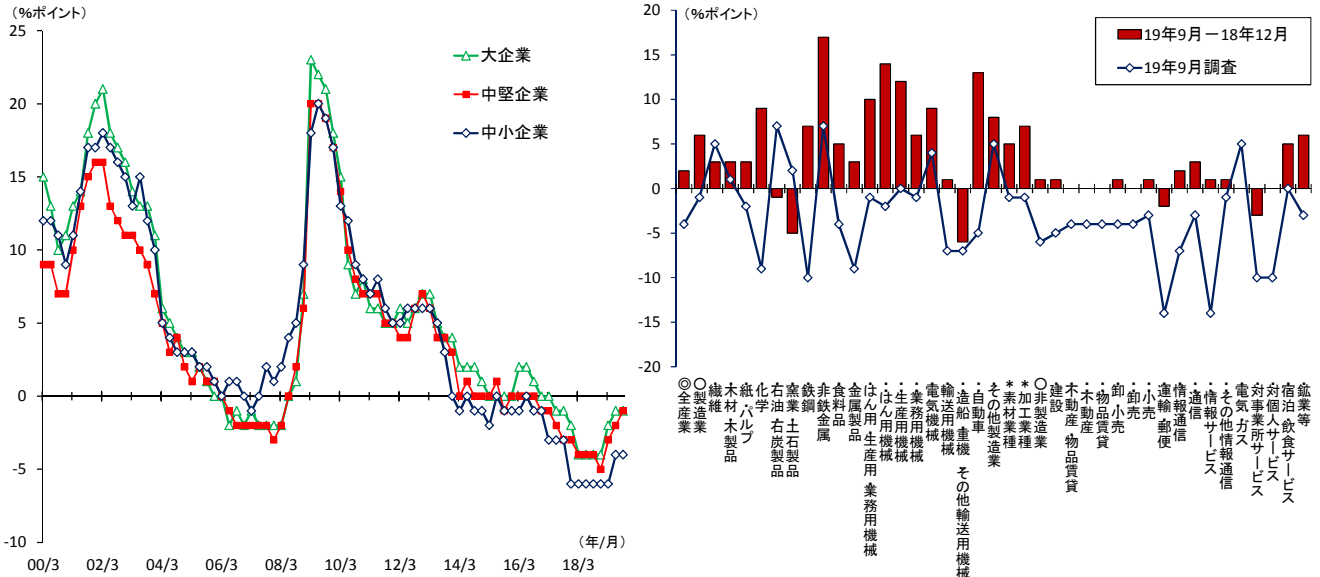 (%ポイント)
25
20
15
10
5
0
-5
-10
00/3
02/3
04/3
06/3
08/3
10/3
12/3
14/3
16/3
18/3
(年/月)
大企業
中堅企業
中小企業
(%ポイント)
20
15
10
5
0
-5
-10
-15
-20
19年9月-18年12月
19年9月調査
◎全産業
○製造業
繊維
木材・木製品
紙・パルプ
化学
石油・石炭製品
窯業・土石製品
鉄鋼
非鉄金属
食料品
金属製品
はん用・生産用・業務用機械
・はん用機械
・生産用機械
・業務用機械
電気機械
輸送用機械
・造船・重機、その他輸送用機械
・自動車
その他製造業
*素材業種
*加工業種
○非製造業
建設
不動産・物品賃貸
・不動産
・物品賃貸
卸・小売
・卸売
・小売
運輸・郵便
情報通信
・通信
・情報サービス
・その他情報通信
電気・ガス
対事業所サービス
対個人サービス
宿泊・飲食サービス
鉱業等